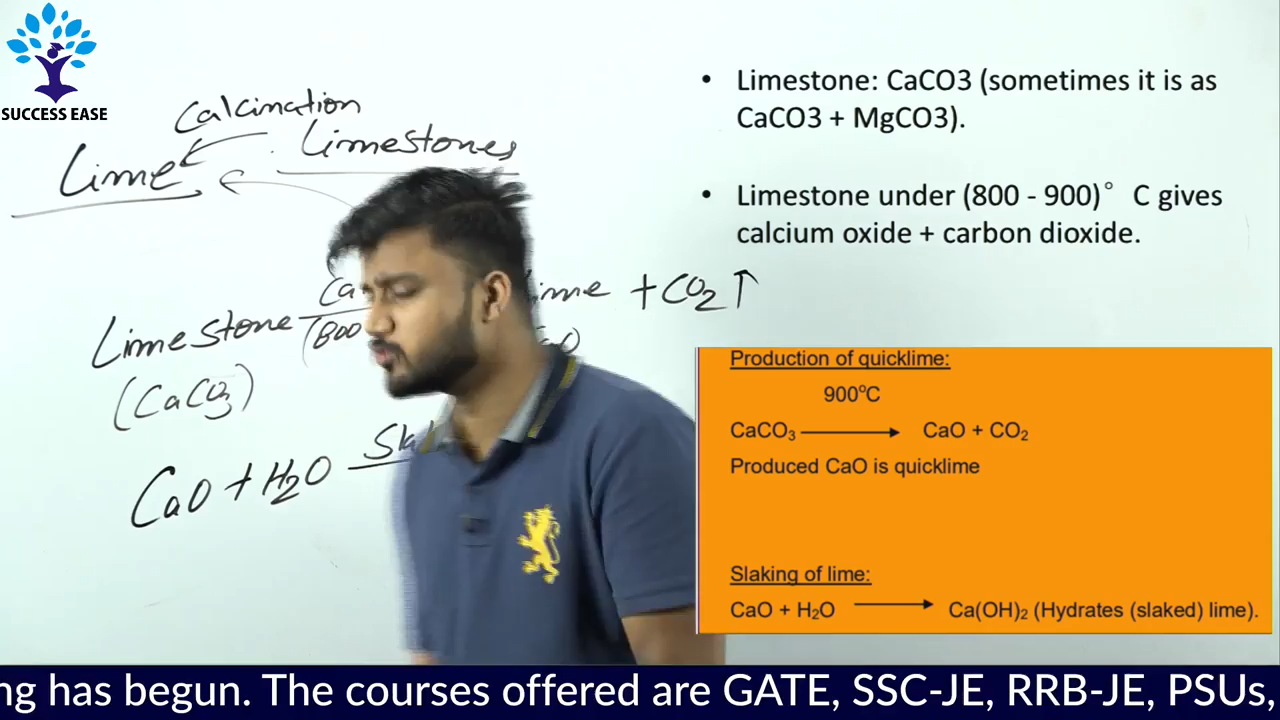 SUCCESS EASE
Calcination
Lime
Limestones
Limestone
(CaCO3)
(800
+ CO2 ↑
CaO + H2O
• Limestone: CaCO3 (sometimes it is as
CaCO3 + MgCO3).
• Limestone under (800 - 900)° C gives
calcium oxide + carbon dioxide.
Production of quicklime:
900°C
CaCO3 → CaO + CO2
Produced CaO is quicklime
Slaking of lime:
CaO + H2O → Ca(OH)2 (Hydrates (slaked) lime).
ng has begun. The courses offered are GATE, SSC-JE, RRB-JE, PSUs,